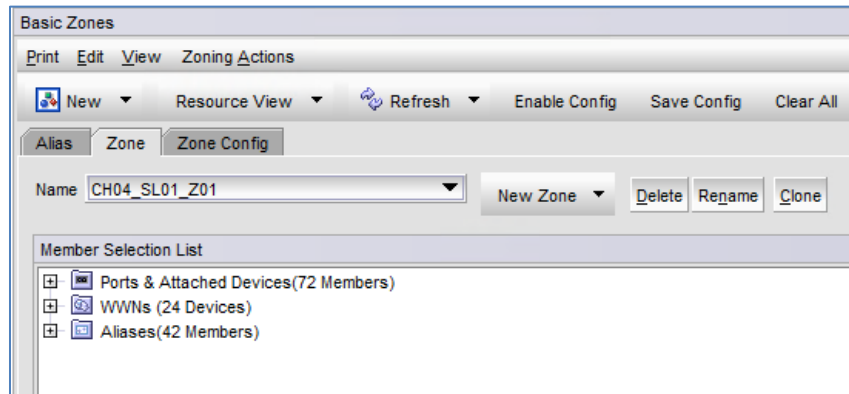 Basic Zones
Print Edit View Zoning Actions
New Resource View Refresh Enable Config Save Config Clear All
Alias Zone Zone Config
Name CH04_SL01_Z01 New Zone Delete Rename Clone
Member Selection List
Ports & Attached Devices(72 Members)
WWNs (24 Devices)
Aliases(42 Members)